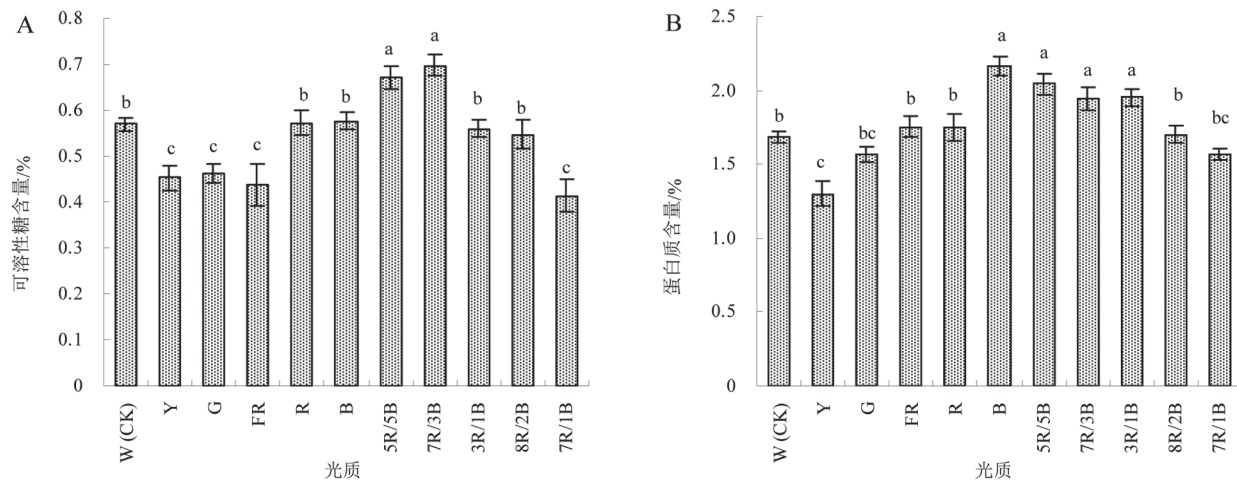 A
可溶性糖含量/%
0.8
0.7
0.6
0.5
0.4
0.3
0.2
0.1
0
b
c
c
c
b
b
a
a
b
b
c
W (CK)
Y
G
FR
R
B
5R/5B
7R/3B
3R/1B
8R/2B
7R/1B
光质
B
蛋白质含量/%
2.5
2.0
1.5
1.0
0.5
0
b
c
bc
b
b
a
a
a
a
b
bc
W (CK)
Y
G
FR
R
B
5R/5B
7R/3B
3R/1B
8R/2B
7R/1B
光质